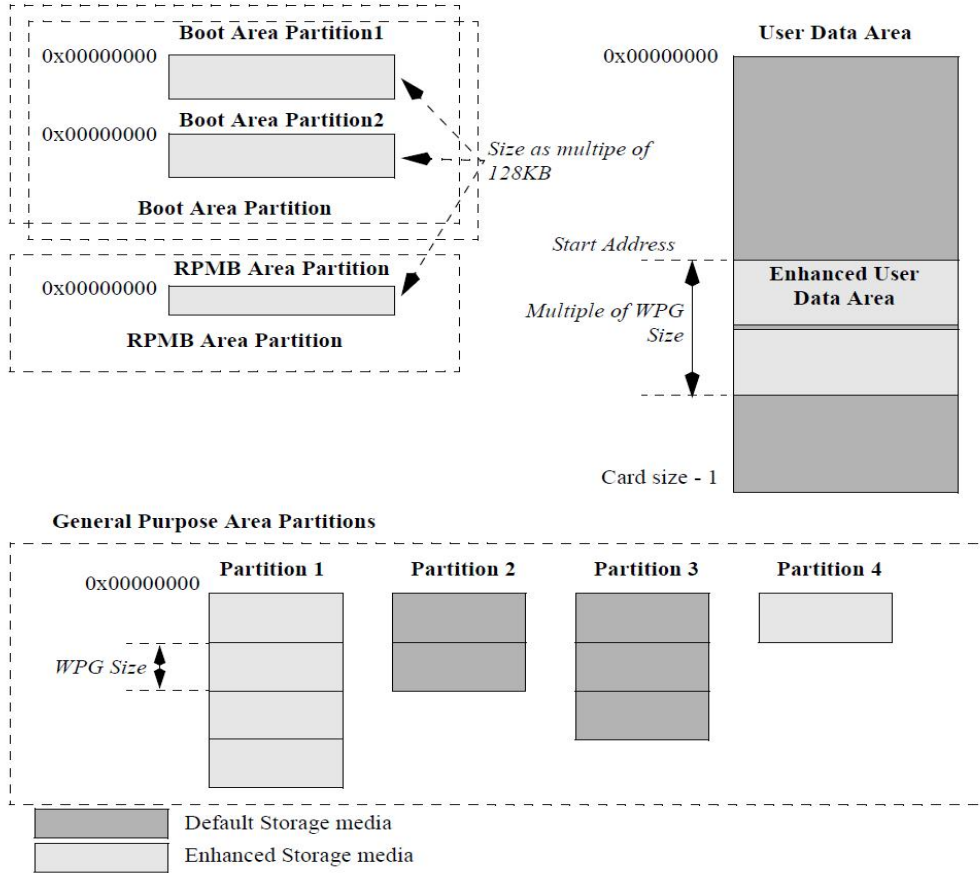 Boot Area Partition1
0x00000000
Boot Area Partition2
0x00000000
Size as multipe of
128KB
Boot Area Partition
RPMB Area Partition
0x00000000
RPMB Area Partition
User Data Area
0x00000000
Start Address
Enhanced User
Data Area
Multiple of WPG
Size
Card size - 1
General Purpose Area Partitions
0x00000000
Partition 1
Partition 2
Partition 3
Partition 4
WPG Size
Default Storage media
Enhanced Storage media